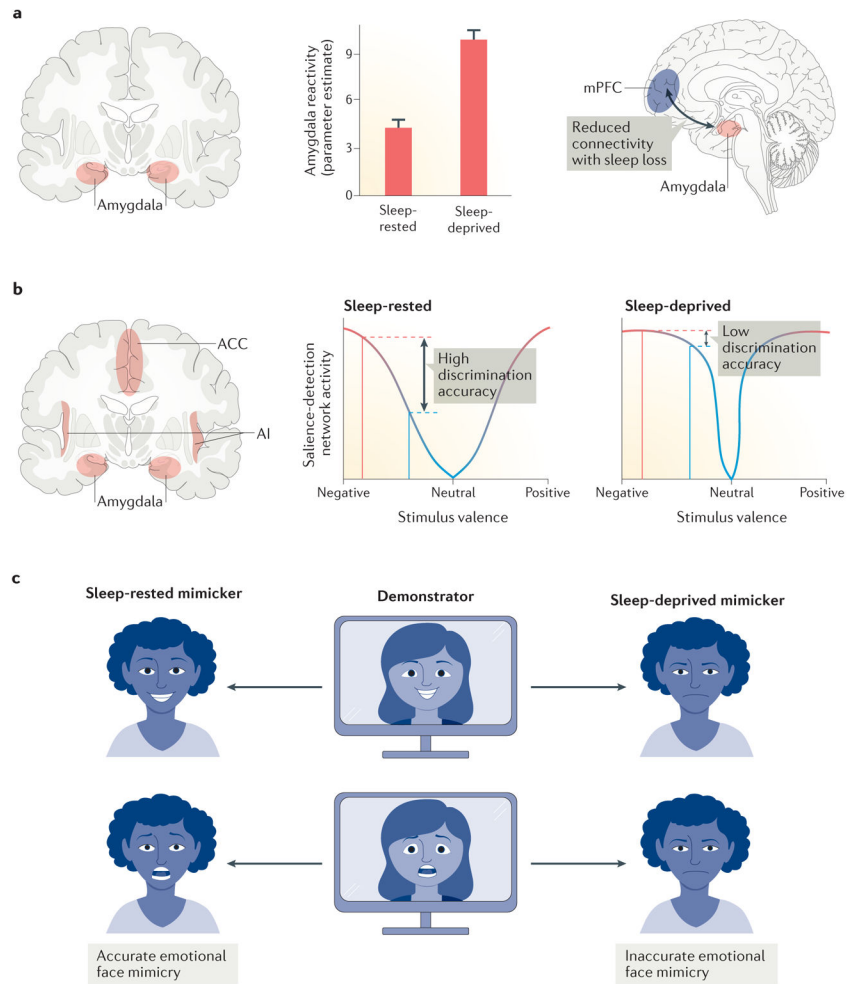 a
Amygdala
Amygdala reactivity
(parameter estimate)
9
6
3
0
Sleep-
rested
Sleep-
deprived
mPFC
Reduced
connectivity
with sleep loss
Amygdala
b
ACC
AI
Amygdala
Sleep-rested
Salience-detection
network activity
High
discrimination
accuracy
Negative
Neutral
Positive
Stimulus valence
Sleep-deprived
Low
discrimination
accuracy
Negative
Neutral
Positive
Stimulus valence
c
Sleep-rested mimicker
Demonstrator
Sleep-deprived mimicker
Accurate emotional
face mimicry
Inaccurate emotional
face mimicry